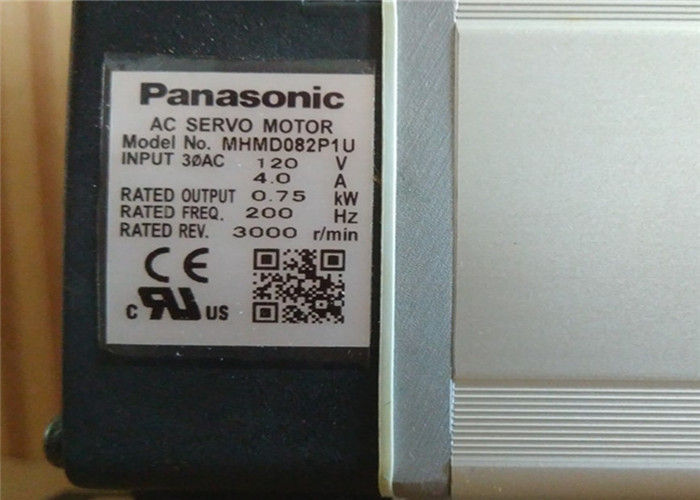 Panasonic
AC SERVO MOTOR
Model No. MHMD082P1U
INPUT 3ØAC 120 V
4.0 A
RATED OUTPUT 0.75 kW
RATED FREQ. 200 Hz
RATED REV. 3000 r/min
CE
C RU US